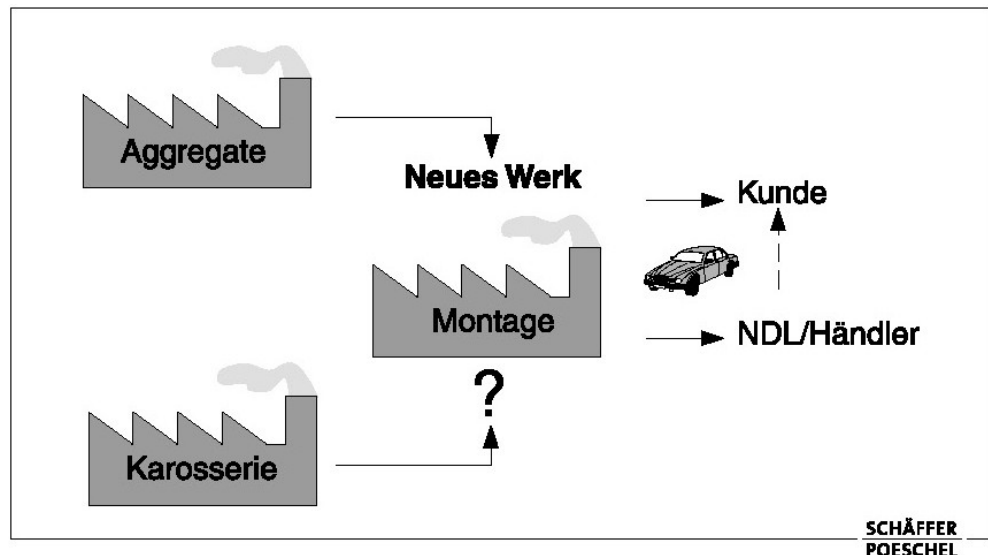 Aggregate
Neues Werk
Kunde
Montage
NDL/Händler
?
Karosserie
SCHÄFFER
POESCHEL